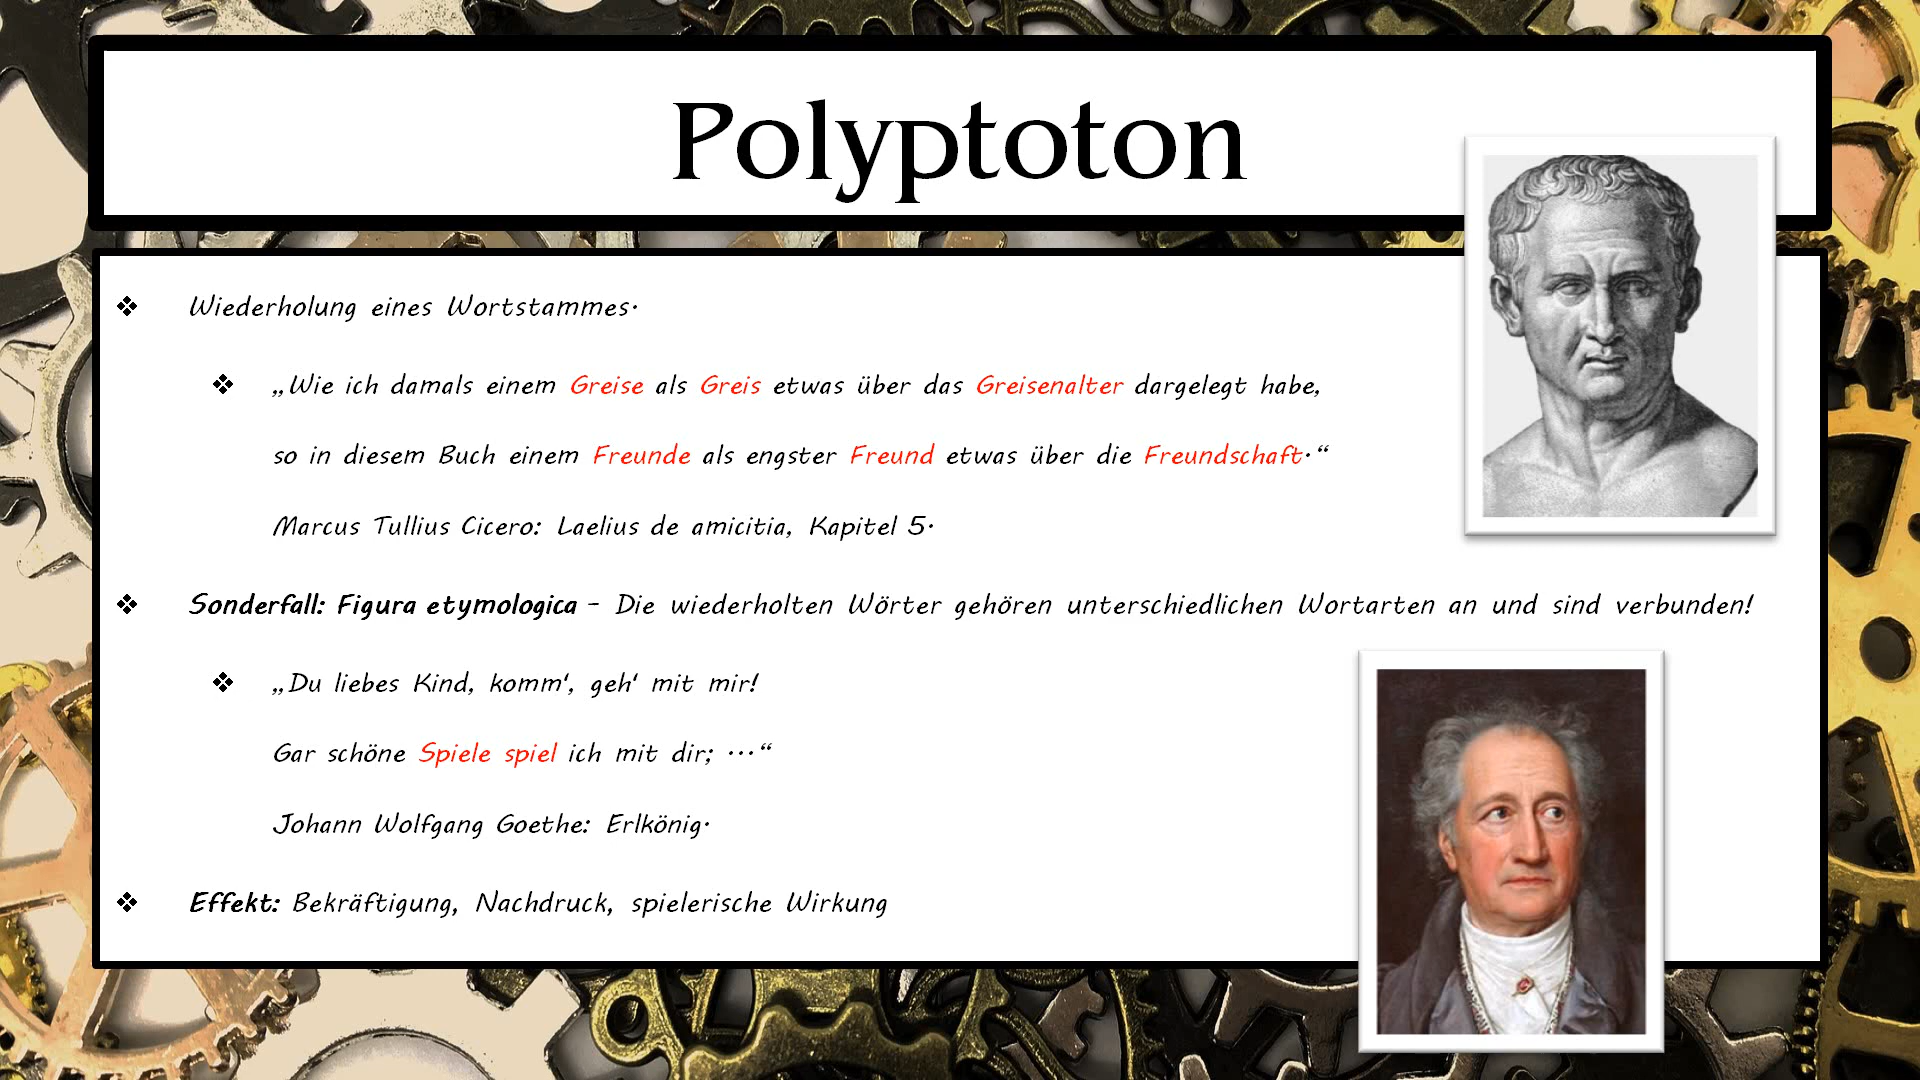 Polyptoton
❖ Wiederholung eines Wortstammes.
❖ „Wie ich damals einem Greise als Greis etwas über das Greisenalter dargelegt habe,
so in diesem Buch einem Freunde als engster Freund etwas über die Freundschaft.“
Marcus Tullius Cicero: Laelius de amicitia, Kapitel 5.
❖ Sonderfall: Figura etymologica – Die wiederholten Wörter gehören unterschiedlichen Wortarten an und sind verbunden!
❖ „Du liebes Kind, komm‘, geh‘ mit mir!
Gar schöne Spiele spiel ich mit dir; ...“
Johann Wolfgang Goethe: Erlkönig.
❖ Effekt: Bekräftigung, Nachdruck, spielerische Wirkung